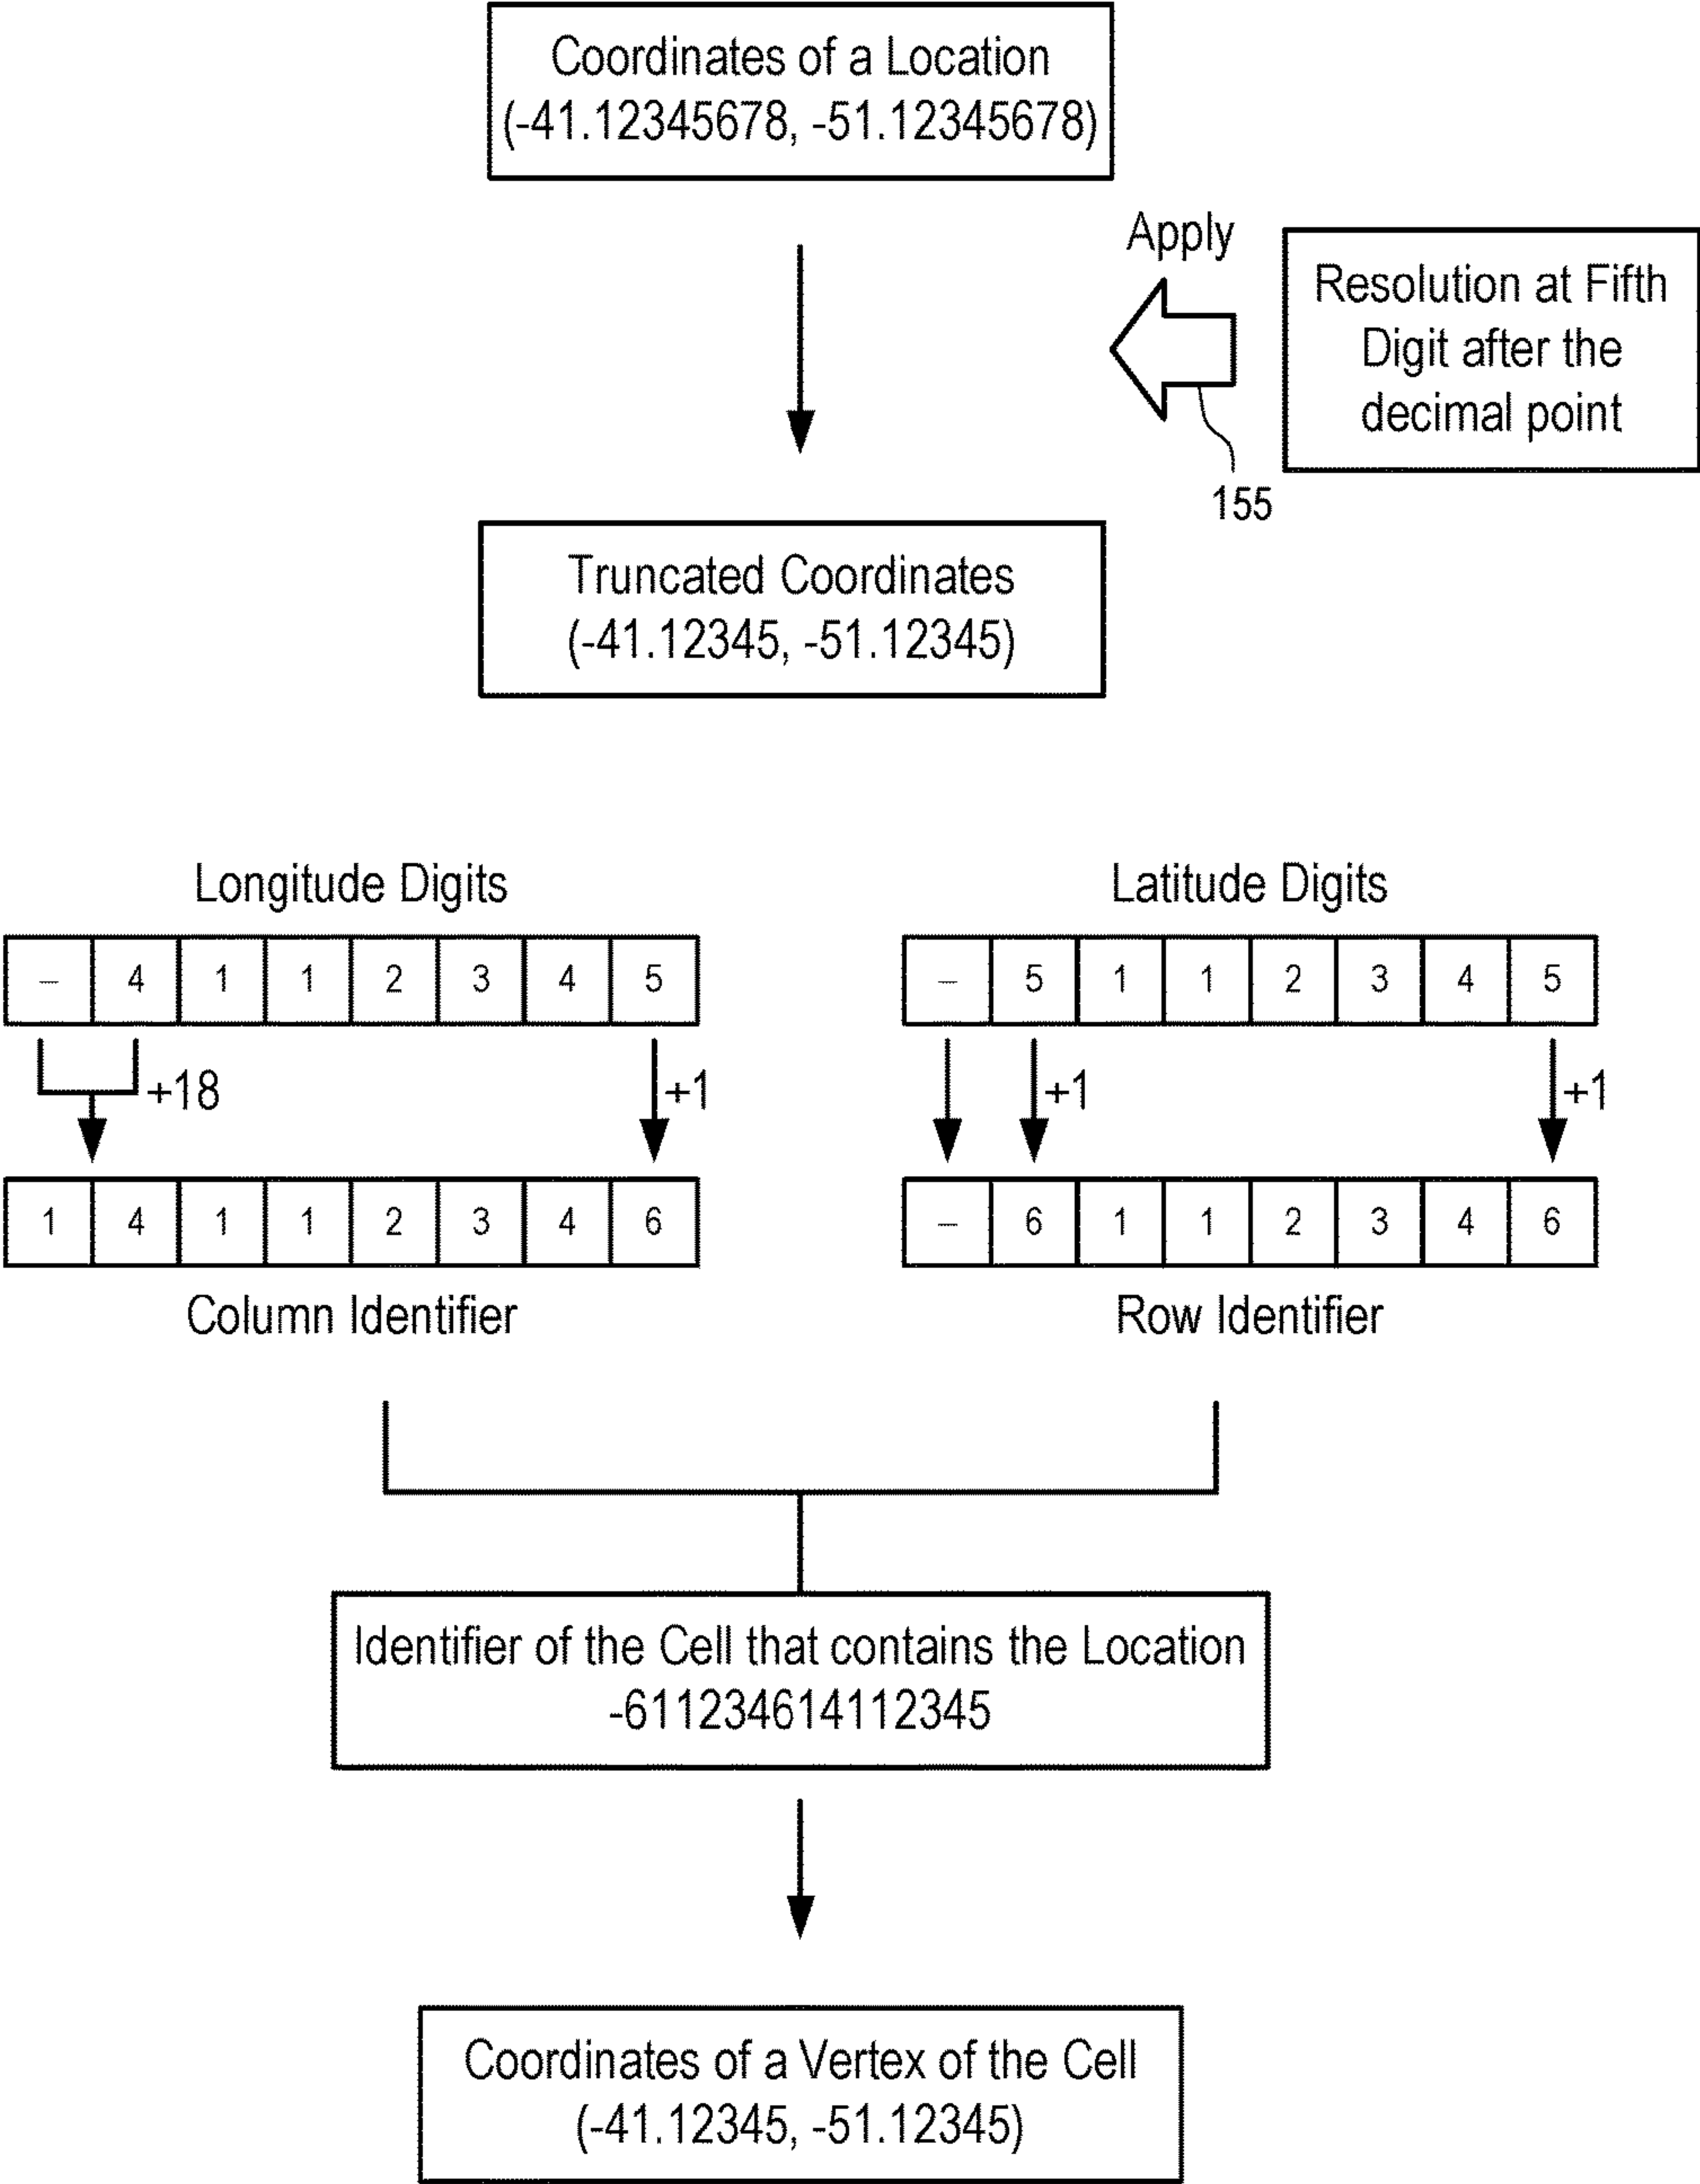 Coordinates of a Location
(-41.12345678, -51.12345678)
Apply
Resolution at Fifth
Digit after the
decimal point
155
Truncated Coordinates
(-41.12345, -51.12345)
Longitude Digits
– 4 1 1 2 3 4 5
+18 +1
1 4 1 1 2 3 4 6
Column Identifier
Latitude Digits
– 5 1 1 2 3 4 5
+1 +1
– 6 1 1 2 3 4 6
Row Identifier
Identifier of the Cell that contains the Location
-611234614112345
Coordinates of a Vertex of the Cell
(-41.12345, -51.12345)